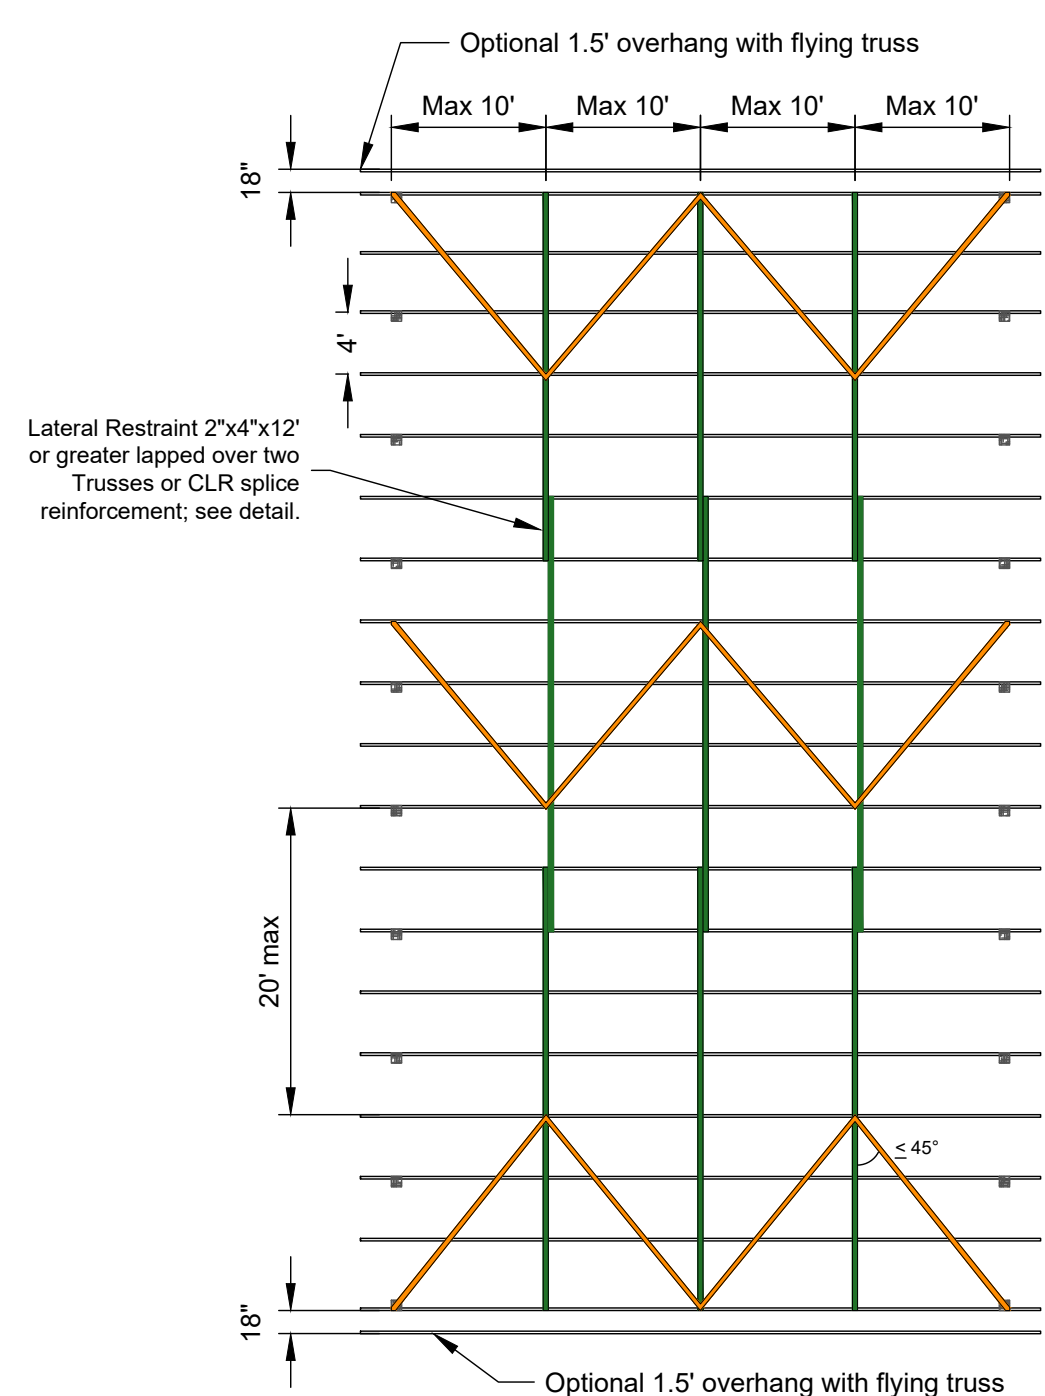 Optional 1.5' overhang with flying truss
Max 10' Max 10' Max 10' Max 10'
18"
4'
Lateral Restraint 2"x4"x12'
or greater lapped over two
Trusses or CLR splice
reinforcement; see detail.
20' max
≤ 45°
18"
Optional 1.5' overhang with flying truss